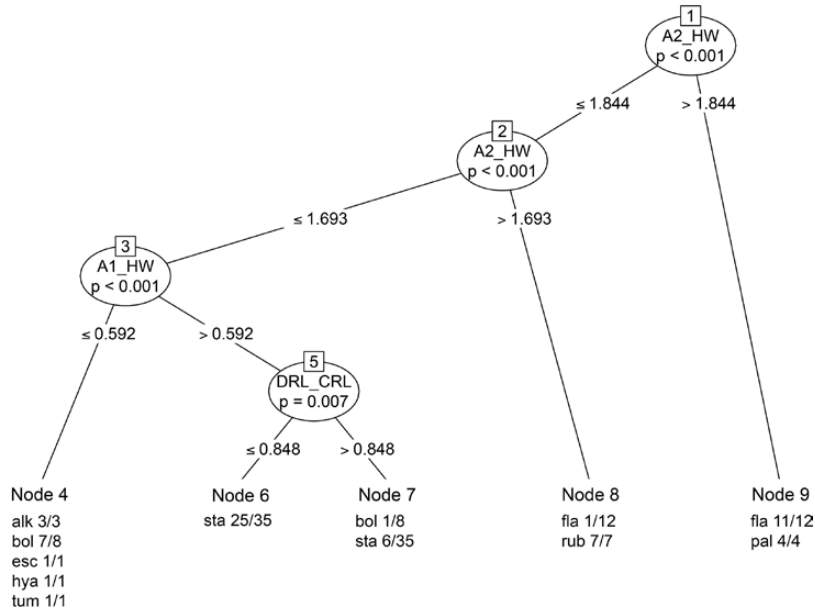 1
A2_HW
p < 0.001
≤ 1.844
> 1.844
2
A2_HW
p < 0.001
≤ 1.693
> 1.693
3
A1_HW
p < 0.001
≤ 0.592
> 0.592
5
DRL_CRL
p = 0.007
≤ 0.848
> 0.848
Node 4
alk 3/3
bol 7/8
esc 1/1
hya 1/1
tum 1/1
Node 6
sta 25/35
Node 7
bol 1/8
sta 6/35
Node 8
fla 1/12
rub 7/7
Node 9
fla 11/12
pal 4/4